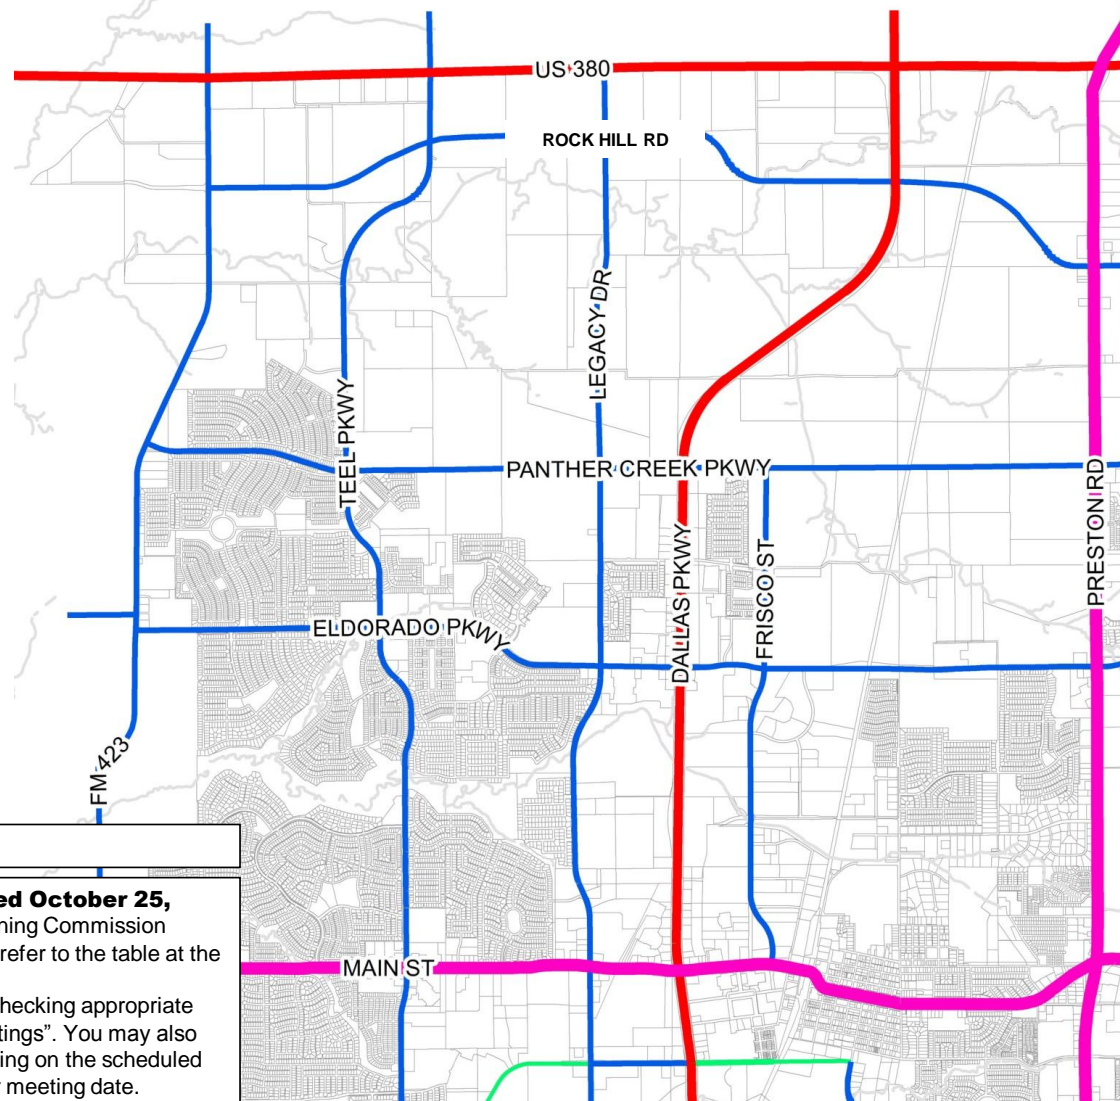 US 380
ROCK HILL RD
LEGACY DR
TEEL PKWY
PANTHER CREEK PKWY
PRESTON RD
DALLAS PKWY
FRISCO ST
ELDORADO PKWY
FM 423
ed October 25,
ning Commission
refer to the table at the
MAIN ST
hecking appropriate
tings”. You may also
ing on the scheduled
meeting date.